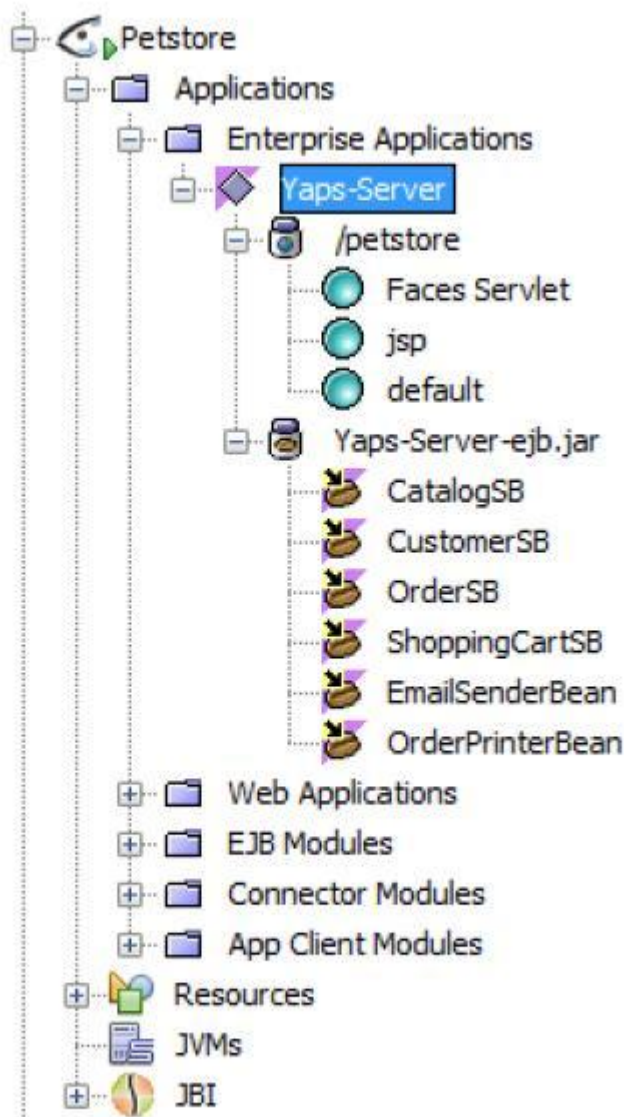 Petstore
Applications
Enterprise Applications
Yaps-Server
/petstore
Faces Servlet
jsp
default
Yaps-Server-ejb.jar
CatalogSB
CustomerSB
OrderSB
ShoppingCartSB
EmailSenderBean
OrderPrinterBean
Web Applications
EJB Modules
Connector Modules
App Client Modules
Resources
JVMs
JBI